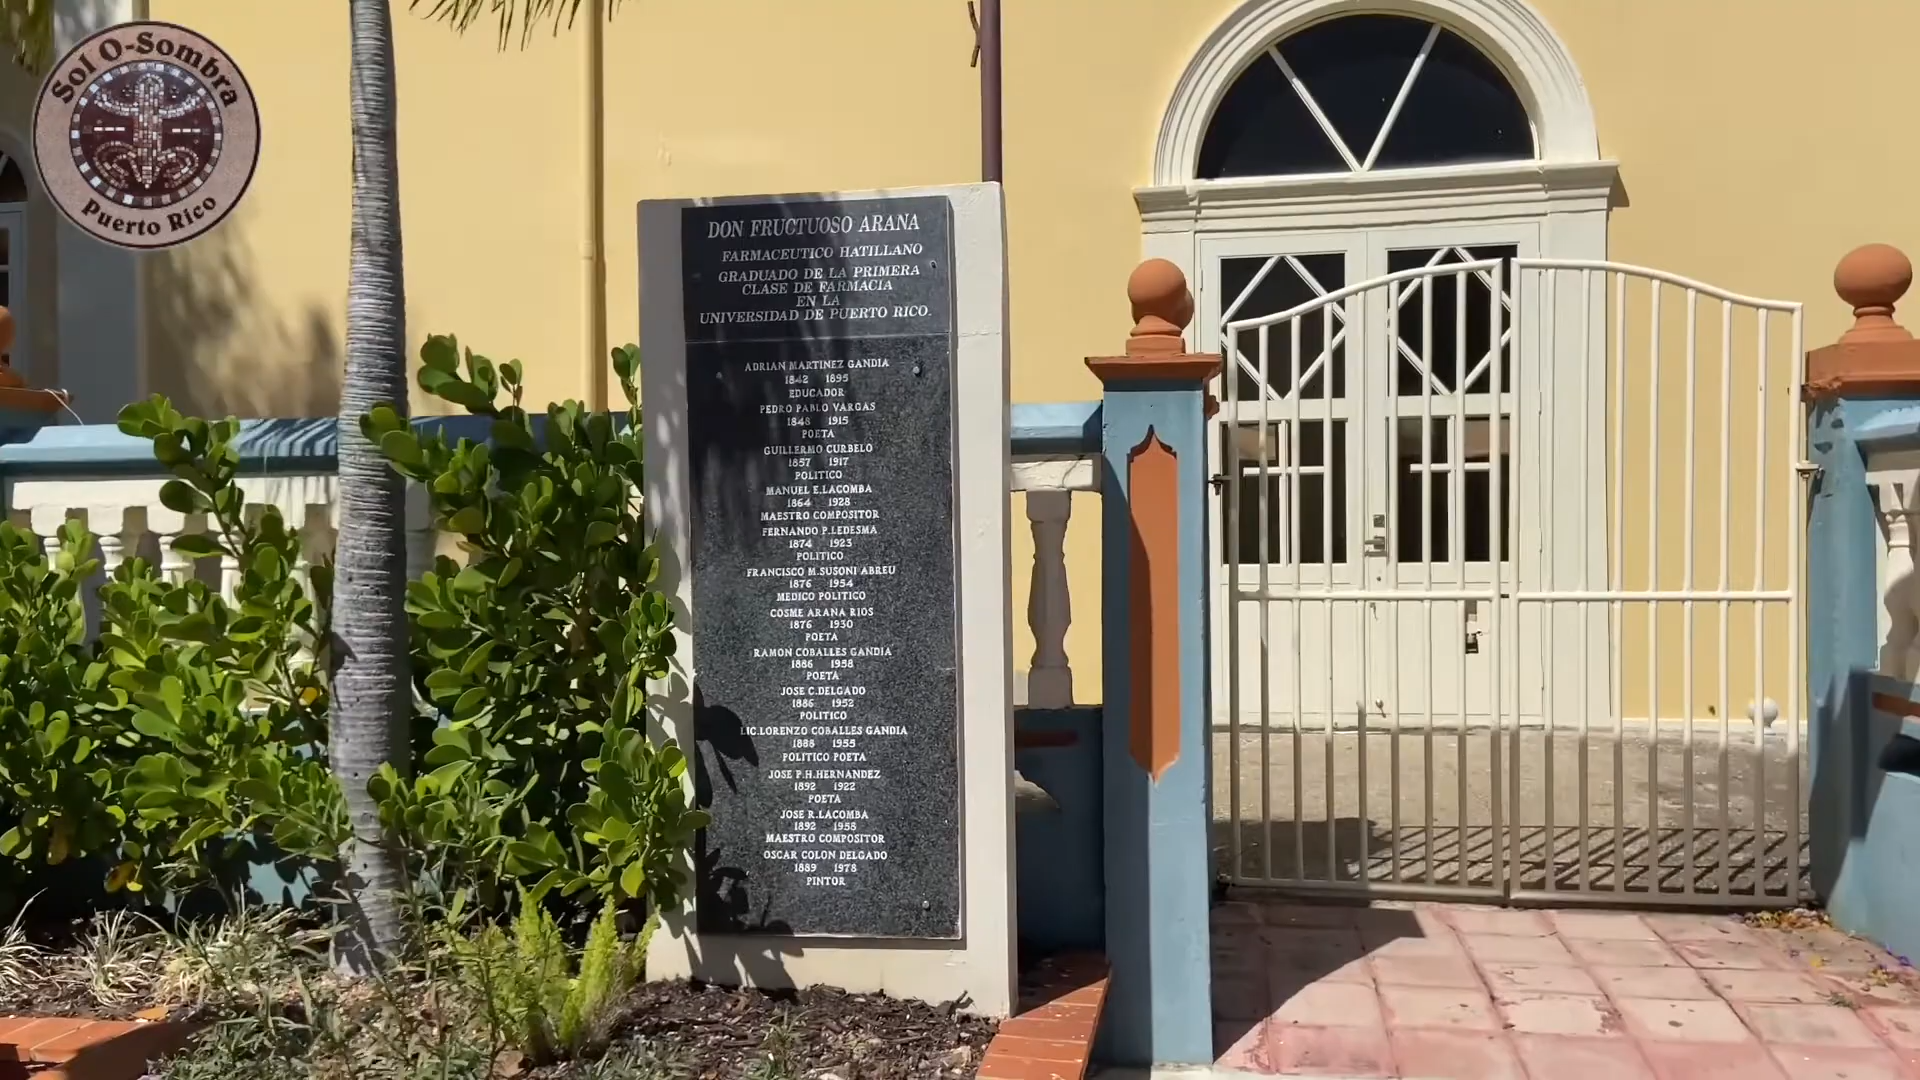 Sol O-Sombra
Puerto Rico
DON FRUCTUOSO ARANA
FARMACEUTICO HATILLANO
GRADUADO DE LA PRIMERA
CLASE DE FARMACIA
EN LA
UNIVERSIDAD DE PUERTO RICO.
ADRIAN MARTINEZ GANDIA
1842 1895
EDUCADOR
PEDRO PABLO VARGAS
1848 1915
POETA
GUILLERMO CURBELO
1857 1917
POLITICO
MANUEL E.LACOMBA
1864 1928
MAESTRO COMPOSITOR
FERNANDO P.LEDESMA
1874 1923
POLITICO
FRANCISCO M.SUSONI ABREU
1876 1954
MEDICO POLITICO
COSME ARANA RIOS
1876 1930
POETA
RAMON COBALLES GANDIA
1886 1958
POETA
JOSE C.DELGADO
1886 1952
POLITICO
LIC.LORENZO COBALLES GANDIA
1888 1955
POLITICO POETA
JOSE P.H.HERNANDEZ
1892 1922
POETA
JOSE R.LACOMBA
1892 1958
MAESTRO COMPOSITOR
OSCAR COLON DELGADO
1889 1978
PINTOR